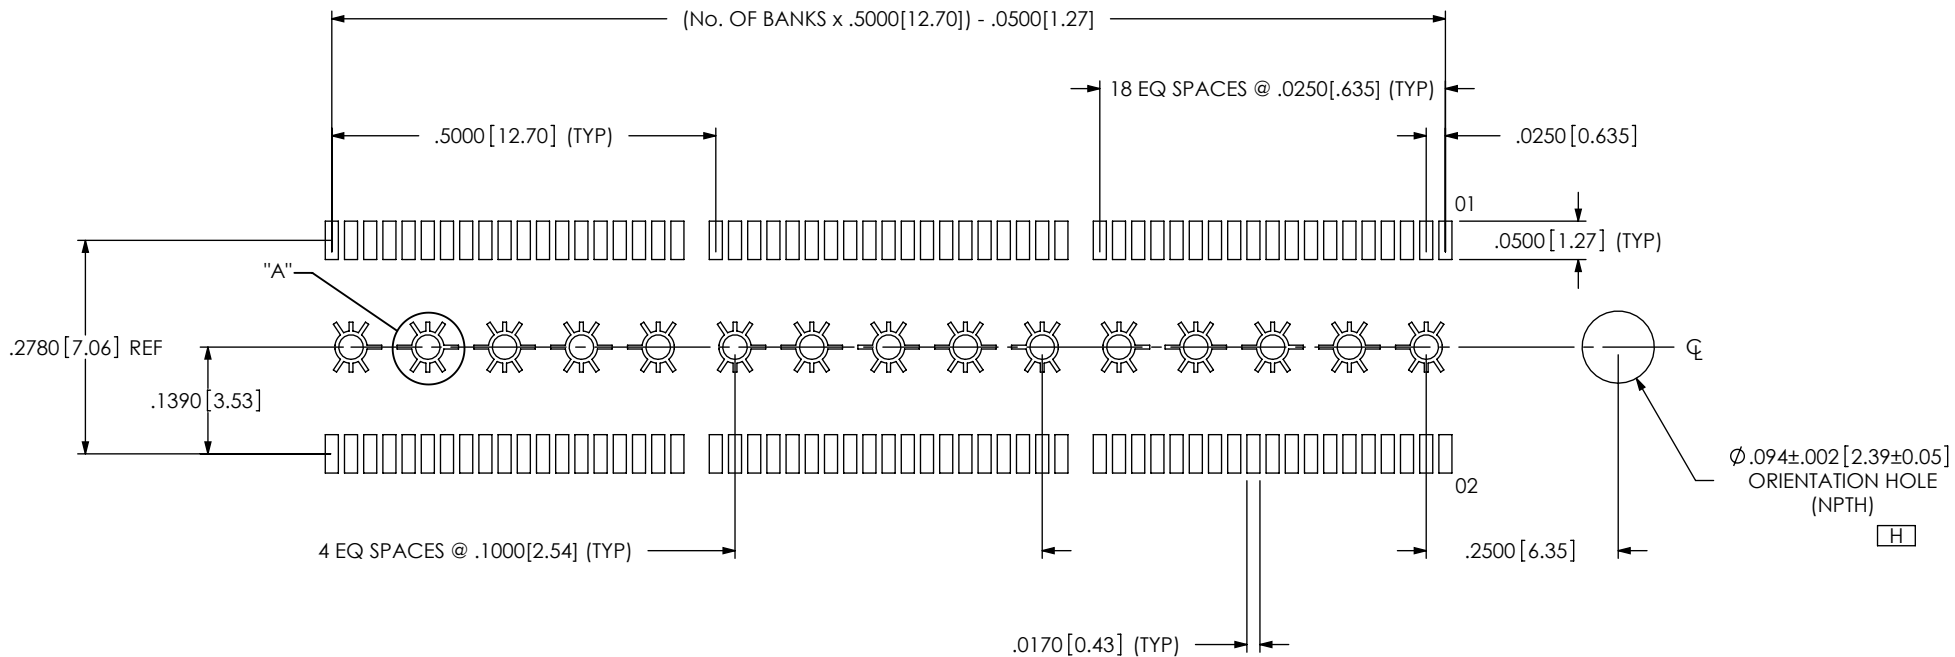 (No. OF BANKS x .5000[12.70]) - .0500[1.27]
18 EQ SPACES @ .0250[.635] (TYP)
.5000[12.70] (TYP)
.0250[0.635]
01
.0500[1.27] (TYP)
"A"
.2780[7.06] REF
℄
.1390[3.53]
Ø.094±.002[2.39±0.05]
ORIENTATION HOLE
(NPTH)
02
H
4 EQ SPACES @ .1000[2.54] (TYP)
.2500[6.35]
.0170[0.43] (TYP)